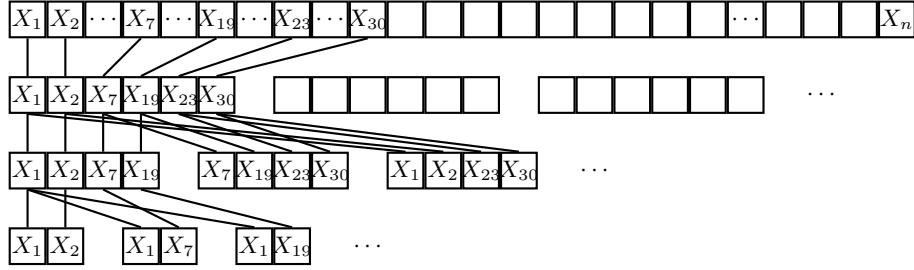 X₁ X₂ ⋯ X₇ ⋯ X₁₉ ⋯ X₂₃ ⋯ X₃₀ ⋯ Xₙ
X₁ X₂ X₇ X₁₉ X₂₃ X₃₀ ⋯
X₁ X₂ X₇ X₁₉ X₇ X₁₉ X₂₃ X₃₀ X₁ X₂ X₂₃ X₃₀ ⋯
X₁ X₂ X₁ X₇ X₁ X₁₉ ⋯